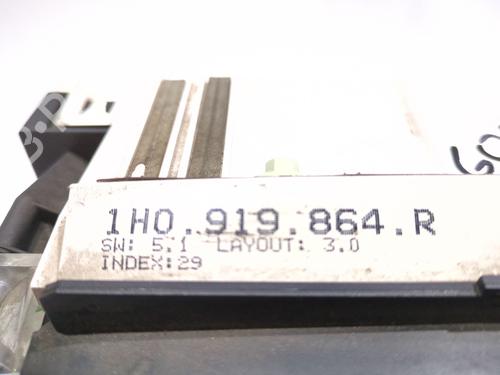 1H0.919.864.R
SW: 5.1 LAYOUT: 3.0
INDEX:29